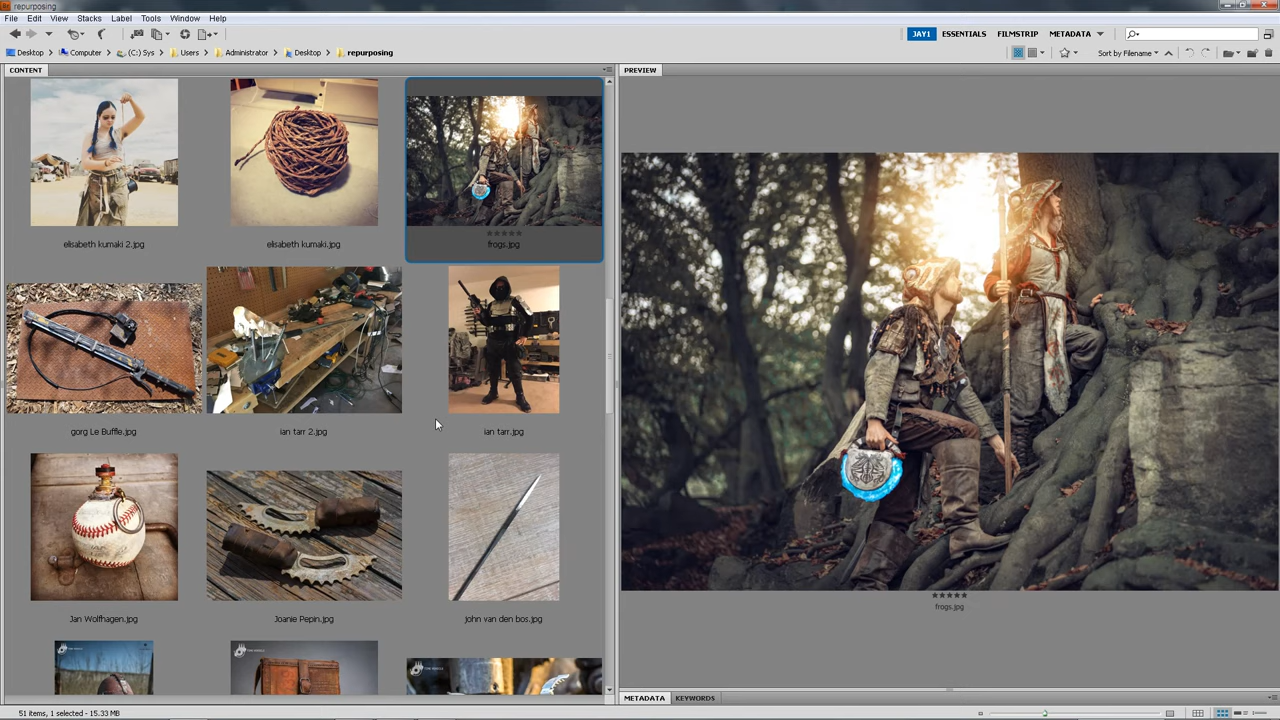 Br repurposing
File Edit View Stacks Label Tools Window Help
JAY1 ESSENTIALS FILMSTRIP METADATA
Desktop Computer (C:) Sys Users Administrator Desktop repurposing
Sort by Filename
CONTENT
PREVIEW
elisabeth kumaki 2.jpg
elisabeth kumaki.jpg
frogs.jpg
gorg Le Buffle.jpg
ian tarr 2.jpg
ian tarr.jpg
Jan Wolfhagen.jpg
Joanie Pepin.jpg
john van den bos.jpg
frogs.jpg
METADATA KEYWORDS
51 items, 1 selected - 15.33 MB